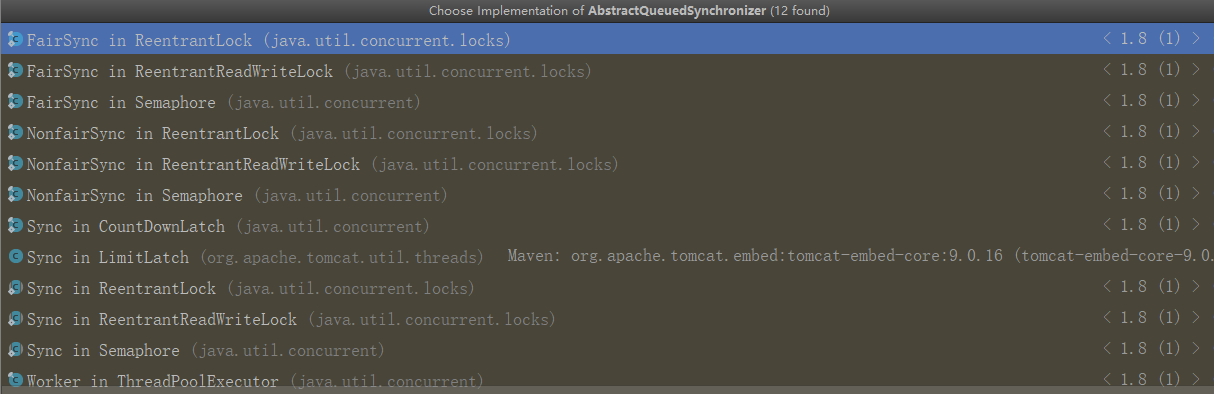 Choose Implementation of AbstractQueuedSynchronizer (12 found)
FairSync in ReentrantLock (java.util.concurrent.locks) < 1.8 (1) >
FairSync in ReentrantReadWriteLock (java.util.concurrent.locks) < 1.8 (1) >
FairSync in Semaphore (java.util.concurrent) < 1.8 (1) >
NonfairSync in ReentrantLock (java.util.concurrent.locks) < 1.8 (1) >
NonfairSync in ReentrantReadWriteLock (java.util.concurrent.locks) < 1.8 (1) >
NonfairSync in Semaphore (java.util.concurrent) < 1.8 (1) >
Sync in CountDownLatch (java.util.concurrent) < 1.8 (1) >
Sync in LimitLatch (org.apache.tomcat.util.threads) Maven: org.apache.tomcat.embed:tomcat-embed-core:9.0.16 (tomcat-embed-core-9.0.
Sync in ReentrantLock (java.util.concurrent.locks) < 1.8 (1) >
Sync in ReentrantReadWriteLock (java.util.concurrent.locks) < 1.8 (1) >
Sync in Semaphore (java.util.concurrent) < 1.8 (1) >
Worker in ThreadPoolExecutor (java.util.concurrent) < 1.8 (1) >